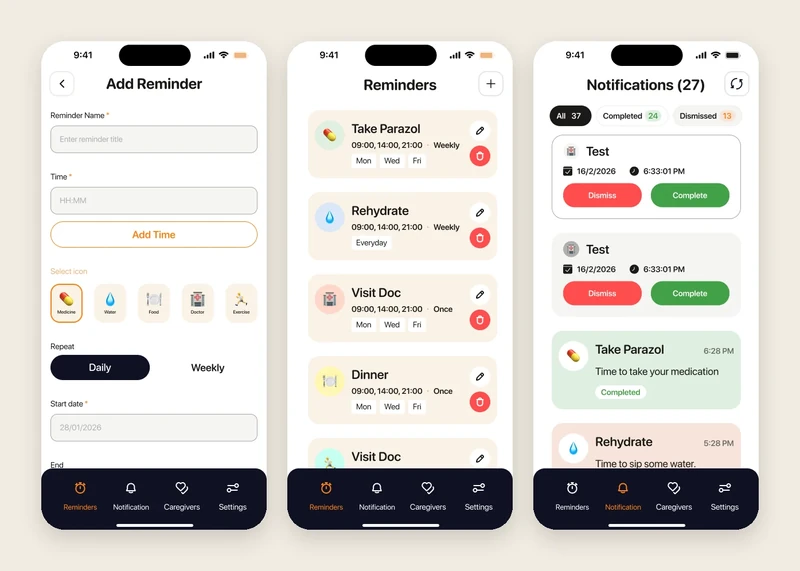 9:41
Add Reminder
Reminder Name *
Enter reminder title
Time *
HH:MM
Add Time
Select icon
Medicine
Water
Food
Doctor
Exercise
Repeat
Daily
Weekly
Start date *
28/01/2026
End
Reminders
Notification
Caregivers
Settings
9:41
Reminders
Take Parazol
09:00, 14:00, 21:00 · Weekly
Mon Wed Fri
Rehydrate
09:00, 14:00, 21:00 · Weekly
Everyday
Visit Doc
09:00, 14:00, 21:00 · Once
Mon Wed Fri
Dinner
09:00, 14:00, 21:00 · Once
Mon Wed Fri
Visit Doc
Reminders
Notification
Caregivers
Settings
9:41
Notifications (27)
All 37
Completed 24
Dismissed 13
Test
16/2/2026 6:33:01 PM
Dismiss
Complete
Test
16/2/2026 6:33:01 PM
Dismiss
Complete
Take Parazol 6:28 PM
Time to take your medication
Completed
Rehydrate 5:28 PM
Time to sip some water.
Reminders
Notification
Caregivers
Settings